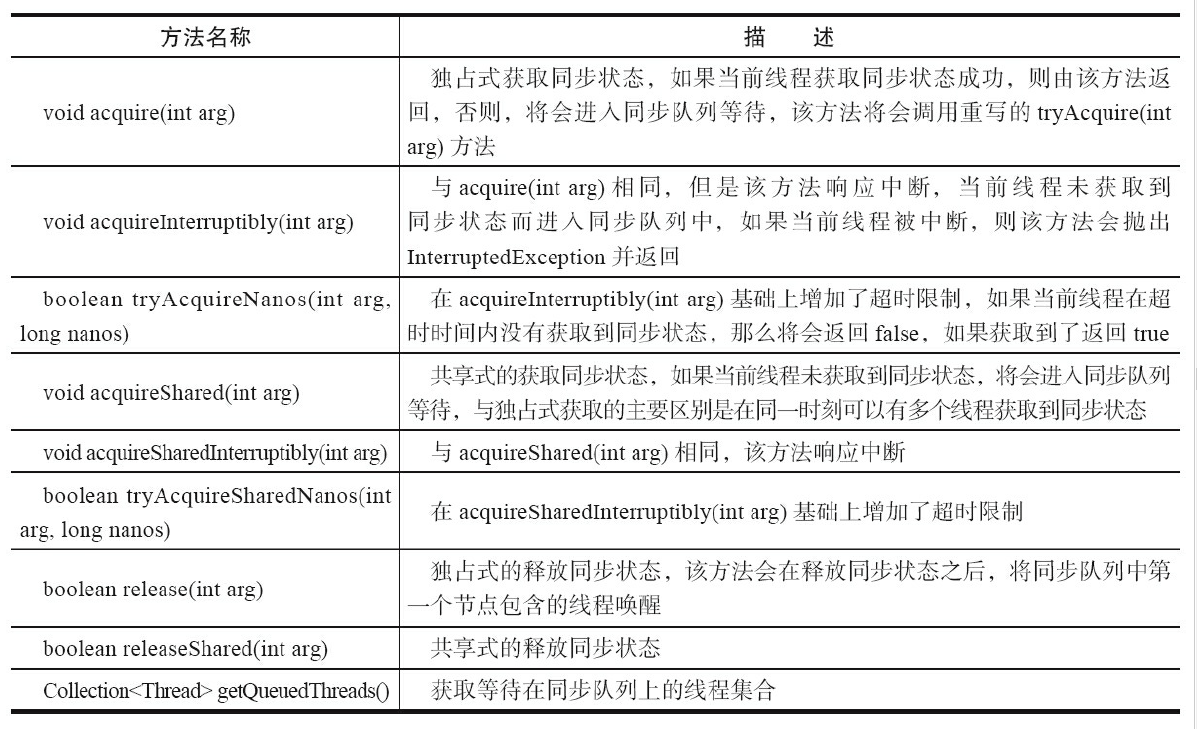 方法名称
描 述
void acquire(int arg)
独占式获取同步状态，如果当前线程获取同步状态成功，则由该方法返
回，否则，将会进入同步队列等待，该方法将会调用重写的 tryAcquire(int
arg) 方法
void acquireInterruptibly(int arg)
与 acquire(int arg) 相同，但是该方法响应中断，当前线程未获取到
同步状态而进入同步队列中，如果当前线程被中断，则该方法会抛出
InterruptedException 并返回
boolean tryAcquireNanos(int arg,
long nanos)
在 acquireInterruptibly(int arg) 基础上增加了超时限制，如果当前线程在超
时时间内没有获取到同步状态，那么将会返回 false，如果获取到了返回 true
void acquireShared(int arg)
共享式的获取同步状态，如果当前线程未获取到同步状态，将会进入同步队列
等待，与独占式获取的主要区别是在同一时刻可以有多个线程获取到同步状态
void acquireSharedInterruptibly(int arg)
与 acquireShared(int arg) 相同，该方法响应中断
boolean tryAcquireSharedNanos(int
arg, long nanos)
在 acquireSharedInterruptibly(int arg) 基础上增加了超时限制
boolean release(int arg)
独占式的释放同步状态，该方法会在释放同步状态之后，将同步队列中第
一个节点包含的线程唤醒
boolean releaseShared(int arg)
共享式的释放同步状态
Collection<Thread> getQueuedThreads()
获取等待在同步队列上的线程集合